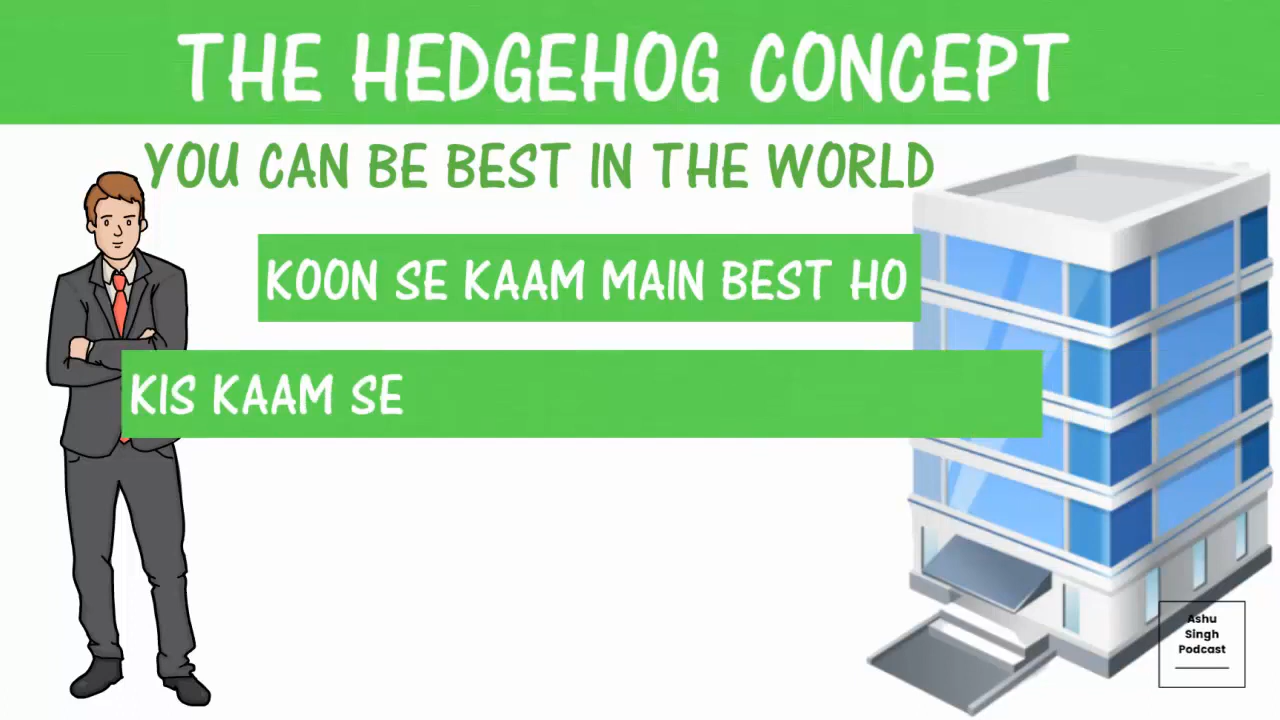 THE HEDGEHOG CONCEPT
YOU CAN BE BEST IN THE WORLD
KOON SE KAAM MAIN BEST HO
KIS KAAM SE
Ashu
Singh
Podcast